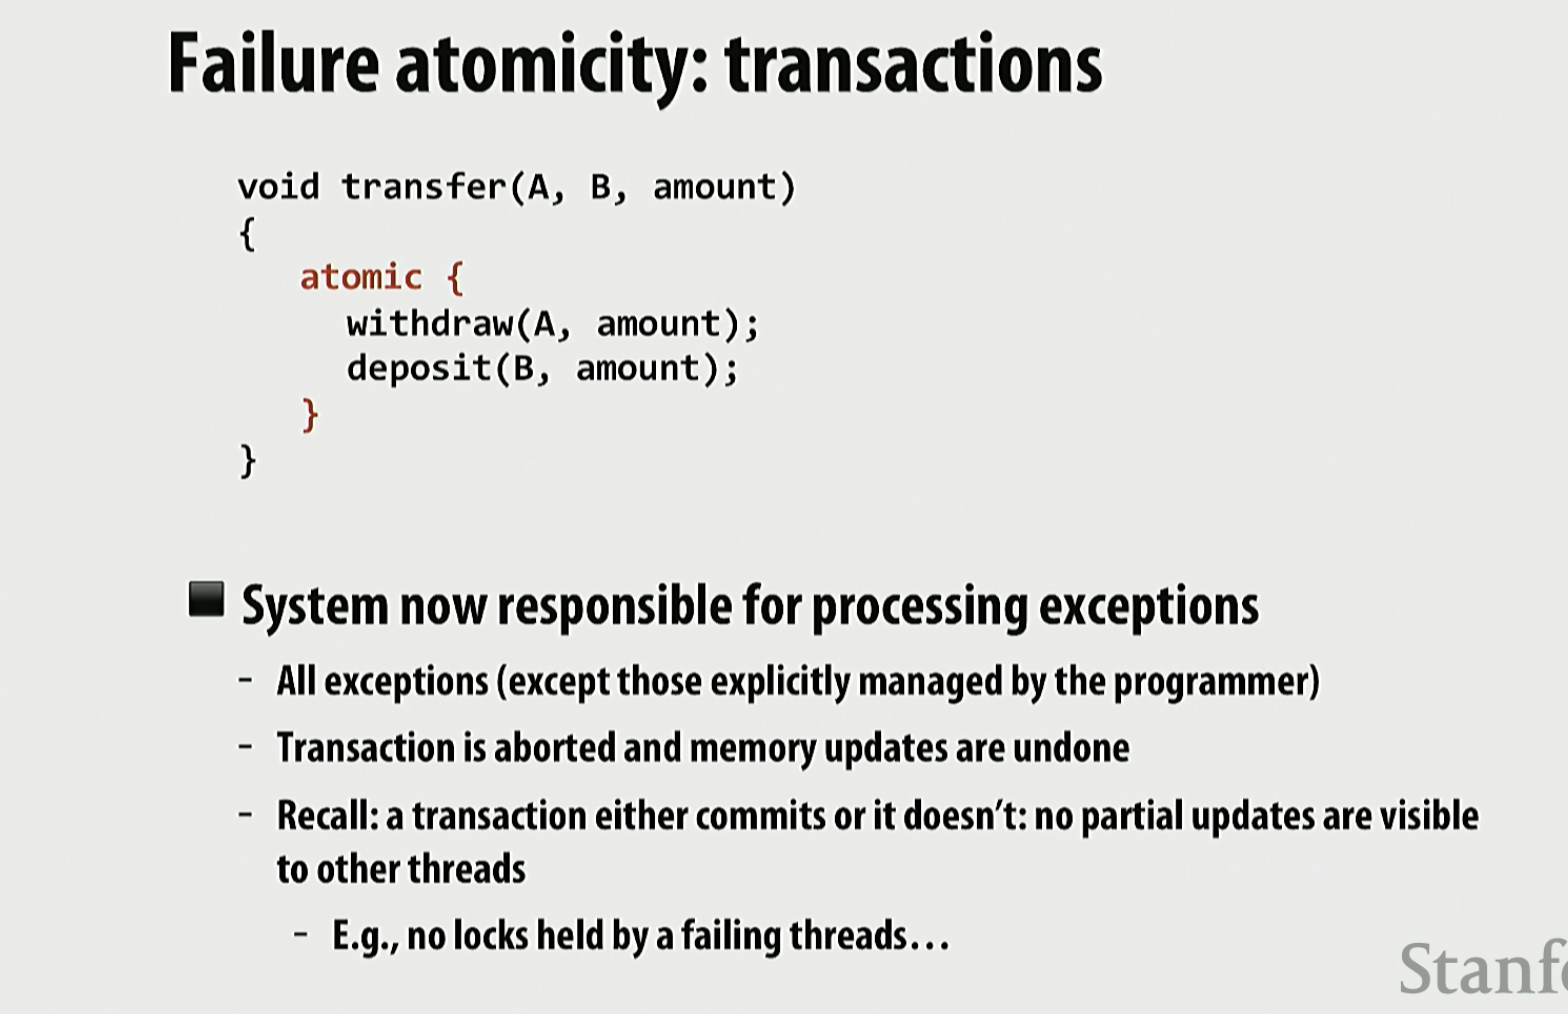 Failure atomicity: transactions
void transfer(A, B, amount)
{
atomic {
withdraw(A, amount);
deposit(B, amount);
}
}
System now responsible for processing exceptions
- All exceptions (except those explicitly managed by the programmer)
- Transaction is aborted and memory updates are undone
- Recall: a transaction either commits or it doesn’t: no partial updates are visible
to other threads
- E.g., no locks held by a failing threads…